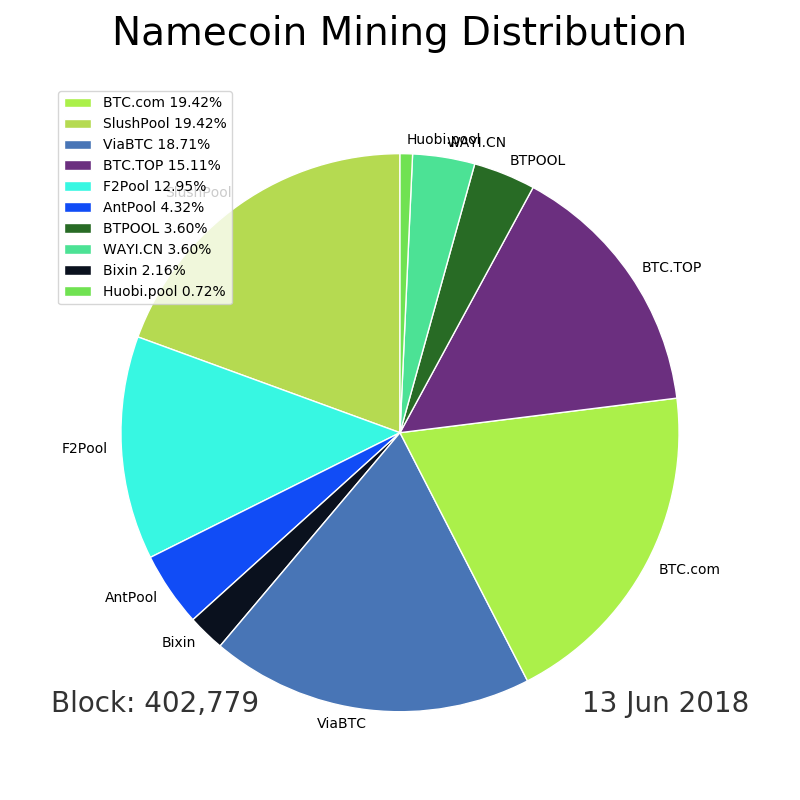 Namecoin Mining Distribution
BTC.com 19.42%
SlushPool 19.42%
ViaBTC 18.71%
BTC.TOP 15.11%
F2Pool 12.95%
AntPool 4.32%
BTPOOL 3.60%
WAYI.CN 3.60%
Bixin 2.16%
Huobi.pool 0.72%
Huobi.pool
WAYI.CN
BTPOOL
SlushPool
BTC.TOP
F2Pool
BTC.com
AntPool
Bixin
ViaBTC
Block: 402,779
13 Jun 2018